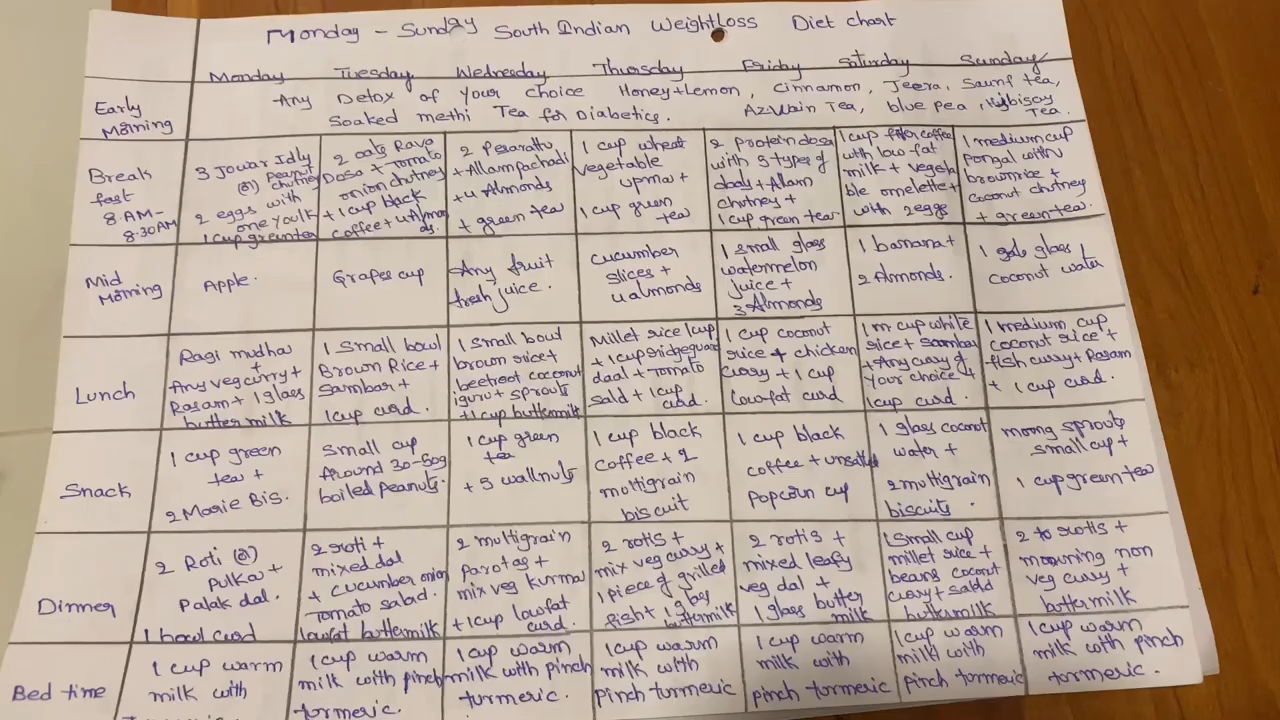 Monday - Sunday South Indian Weightloss Diet chart
Monday Tuesday Wednesday Thursday Friday Saturday Sunday
Early
Morning
-Any Detox of your choice Honey+Lemon, cinnamon, Jeera, Saunf tea,
Soaked methi Tea for Diabetics. Azwain Tea, blue pea,
Tea.
Break
fast
8 AM-
8.30AM
3 Jowar Idly
(or) Peanut
chutney
2 eggs with
one youlk
1 cup greentea
2 oats Rava
Dosa + Tomato
onion chutney
+ 1 cup black
coffee + 4 Almon
ds.
2 Pesarattu
+ Allam pachadi
+ 4 Almonds
+ green tea
1 cup wheat
vegetable
upma +
1 cup green
tea
2 protein dosa
with 5 types of
dals + Allam
chutney +
1 cup green tea
1 cup filter coffee
with low fat
milk + vegeta
ble omelette +
with 2 eggs
1 medium cup
pongal with
brownrice +
coconut chutney
+ green tea.
Mid
Morning
Apple.
Grapes cup
Any fruit
fresh juice.
cucumber
slices +
4 almonds
1 small glass
watermelon
juice +
3 Almonds
1 banana +
2 Almonds.
1 glass
coconut water
Lunch
Ragi mudha
+
Any veg curry +
Rasam + 1 glass
butter milk
1 small bowl
Brown Rice +
Sambar +
1 cup curd.
1 small bowl
brown rice +
beetroot coconut
iguru + sprouts
+ 1 cup buttermilk
Millet rice 1cup
+ 1 cup ridgeguard
daal + Tomato
sald + 1 cup
curd.
1 cup coconut
rice + chicken
curry + 1 cup
lowfat curd
1 cup white
rice + Sambar
+ Any curry of
your choice +
1 cup curd.
1 medium cup
coconut rice +
fish curry + Rasam
+ 1 cup curd.
Snack
1 cup green
tea +
2 Marie Bis.
Small cup
Around 30-50g
boiled peanuts.
1 cup green
tea
+ 3 wallnuts
1 cup black
coffee + 2
moltigrain
biscuit
1 cup black
coffee + unsalted
popcorn cup
1 glass coconut
water +
2 multigrain
biscuits.
moong sprouts
small cup +
1 cup green tea
Dinner
2 Roti (or)
Pulka +
Palak dal.
1 bowl curd
2 roti +
mixed dal
+ cucumber onion
Tomato salad.
lowfat buttermilk
2 multigrain
Parotas +
mix veg kurma
+ 1 cup lowfat
curd.
2 rotis +
mix veg curry +
1 piece of grilled
fish + 1 glass
buttermilk
2 rotis +
mixed leafy
veg dal +
1 glass butter
milk
1 small cup
millet rice +
beans coconut
curry + salad
buttermilk
2 rotis +
morning non
veg curry +
buttermilk
Bed time
1 cup warm
milk with
1 cup warm
milk with pinch
turmeric.
1 cup warm
milk with pinch
turmeric.
1 cup warm
milk with
pinch turmeric
1 cup warm
milk with
pinch turmeric
1 cup warm
milk with
pinch turmeric
1 cup warm
milk with pinch
turmeric.